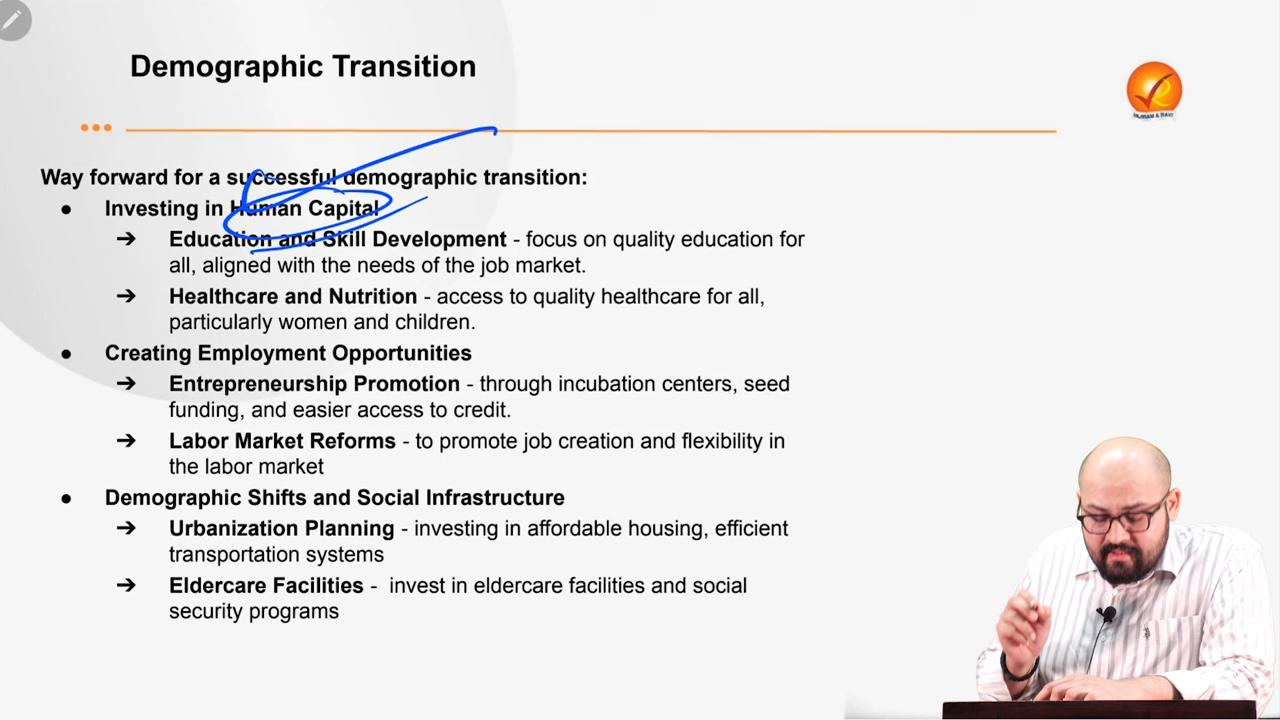 Demographic Transition
VAJIRAM & RAVI
Way forward for a successful demographic transition:
● Investing in Human Capital
➔ Education and Skill Development - focus on quality education for
all, aligned with the needs of the job market.
➔ Healthcare and Nutrition - access to quality healthcare for all,
particularly women and children.
● Creating Employment Opportunities
➔ Entrepreneurship Promotion - through incubation centers, seed
funding, and easier access to credit.
➔ Labor Market Reforms - to promote job creation and flexibility in
the labor market
● Demographic Shifts and Social Infrastructure
➔ Urbanization Planning - investing in affordable housing, efficient
transportation systems
➔ Eldercare Facilities - invest in eldercare facilities and social
security programs